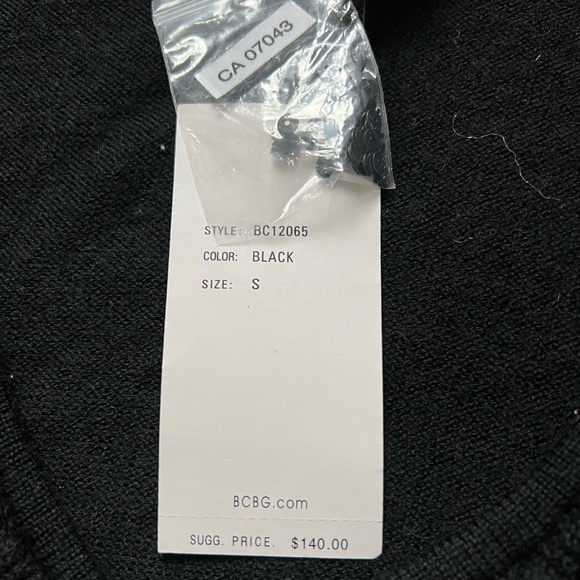 CA 07043
STYLE: BC12065
COLOR: BLACK
SIZE: S
BCBG.com
SUGG. PRICE. $140.00